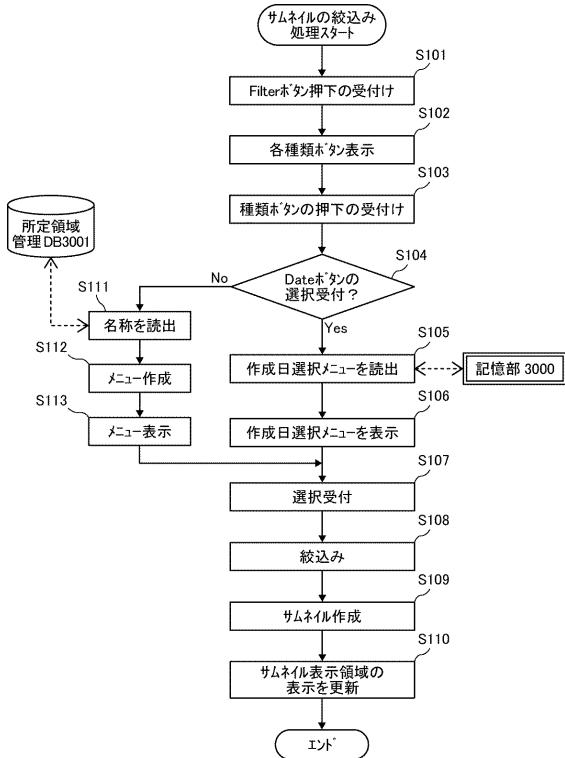 サムネイルの絞込み
処理スタート
S101
Filterボタン押下の受付け
S102
各種類ボタン表示
S103
種類ボタンの押下の受付け
所定領域
管理DB3001
S104
Dateボタンの
選択受付？
No
Yes
S111
名称を読出
S105
作成日選択メニューを読出
記憶部 3000
S112
メニュー作成
S106
作成日選択メニューを表示
S113
メニュー表示
S107
選択受付
S108
絞込み
S109
サムネイル作成
S110
サムネイル表示領域の
表示を更新
エンド